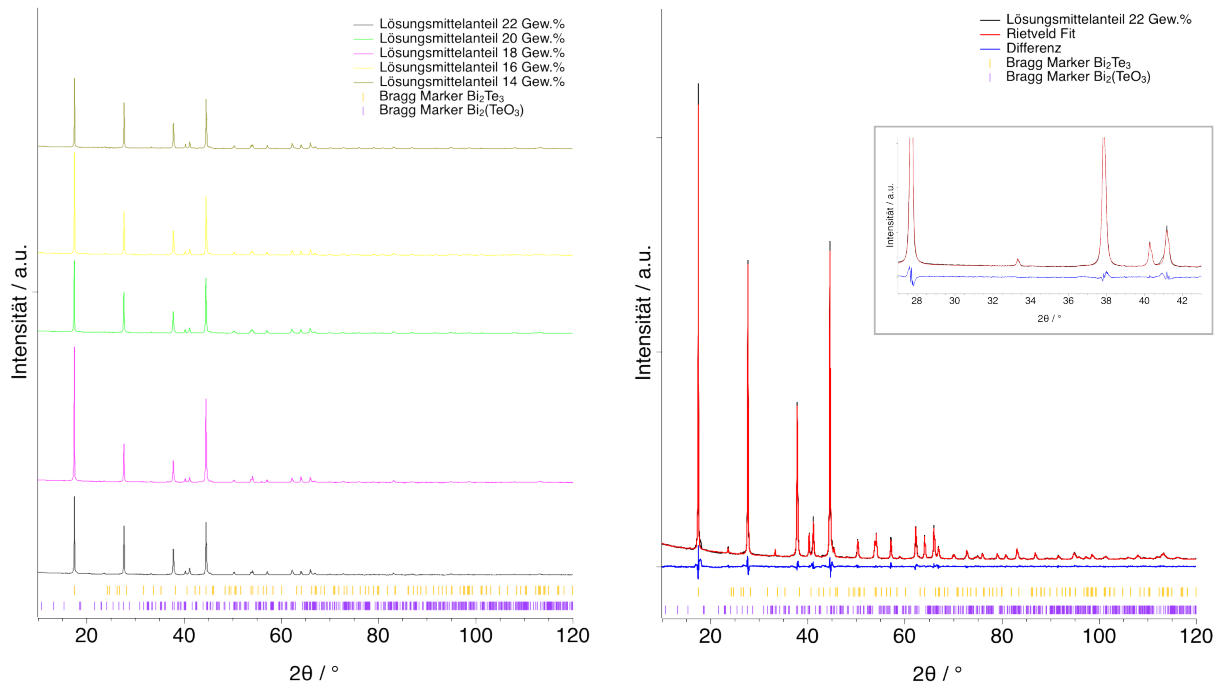 Lösungsmittelanteil 22 Gew.%
Lösungsmittelanteil 20 Gew.%
Lösungsmittelanteil 18 Gew.%
Lösungsmittelanteil 16 Gew.%
Lösungsmittelanteil 14 Gew.%
Bragg Marker Bi₂Te₃
Bragg Marker Bi₂(TeO₃)
Intensität / a.u.
20 40 60 80 100 120
2θ / °
Lösungsmittelanteil 22 Gew.%
Rietveld Fit
Differenz
Bragg Marker Bi₂Te₃
Bragg Marker Bi₂(TeO₃)
Intensität / a.u.
Intensität / a.u.
28 30 32 34 36 38 40 42
2θ / °
20 40 60 80 100 120
2θ / °